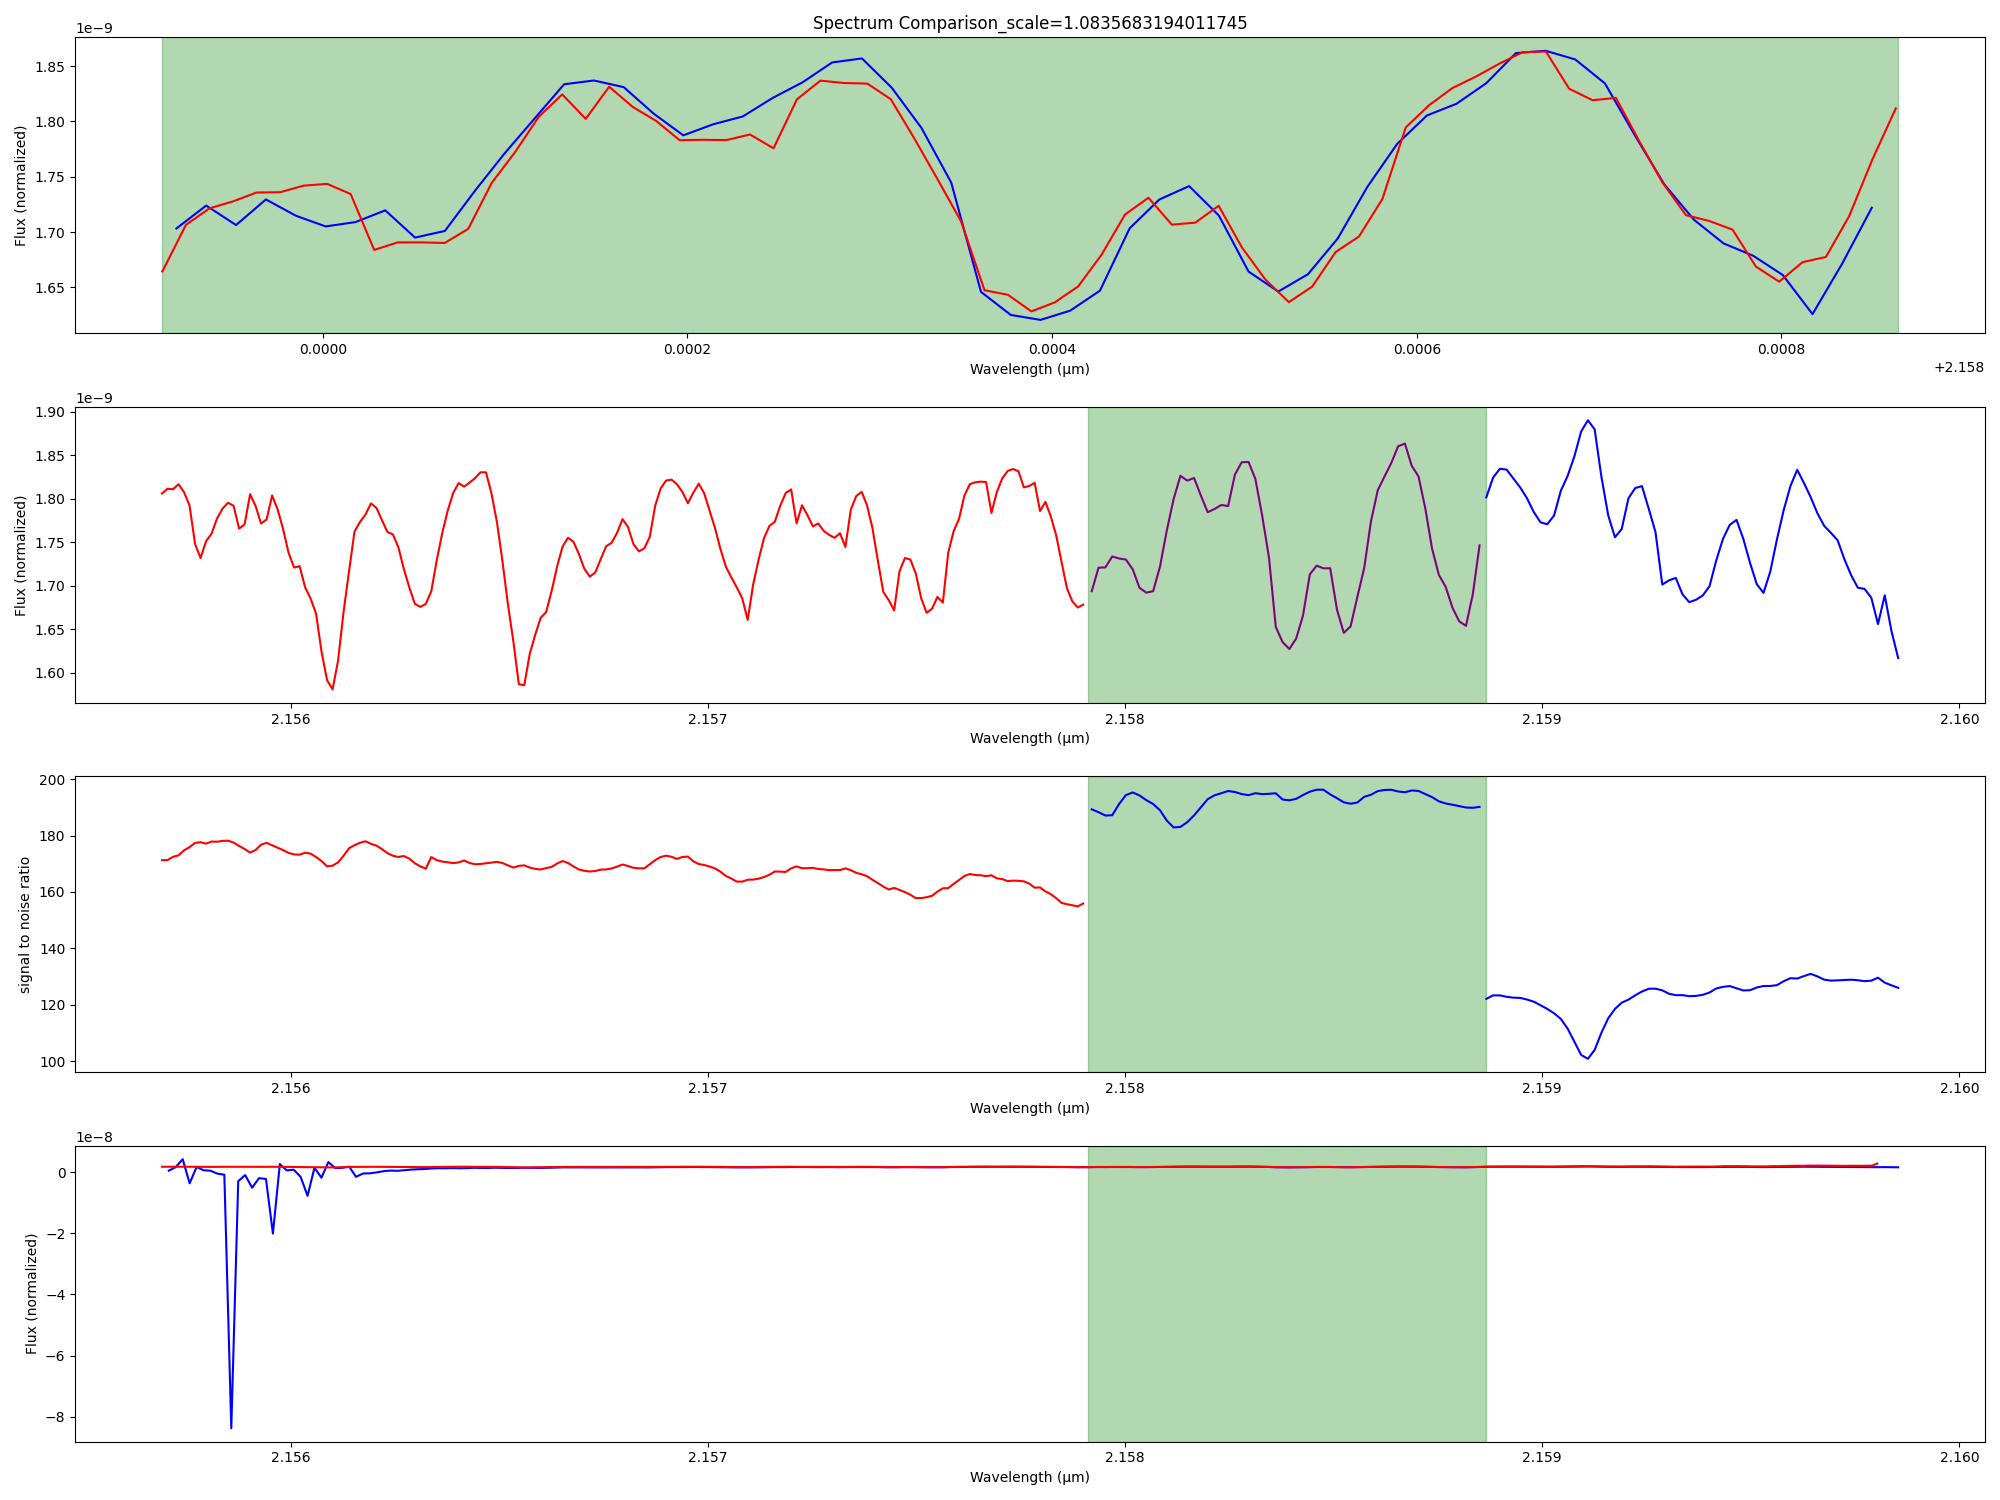 Spectrum Comparison_scale=1.0835683194011745
1e−9
Flux (normalized)
1.85
1.80
1.75
1.70
1.65
0.0000 0.0002 0.0004 0.0006 0.0008
+2.158
Wavelength (μm)
1e−9
Flux (normalized)
1.90
1.85
1.80
1.75
1.70
1.65
1.60
2.156 2.157 2.158 2.159 2.160
Wavelength (μm)
signal to noise ratio
200
180
160
140
120
100
2.156 2.157 2.158 2.159 2.160
Wavelength (μm)
1e−8
Flux (normalized)
0
−2
−4
−6
−8
2.156 2.157 2.158 2.159 2.160
Wavelength (μm)